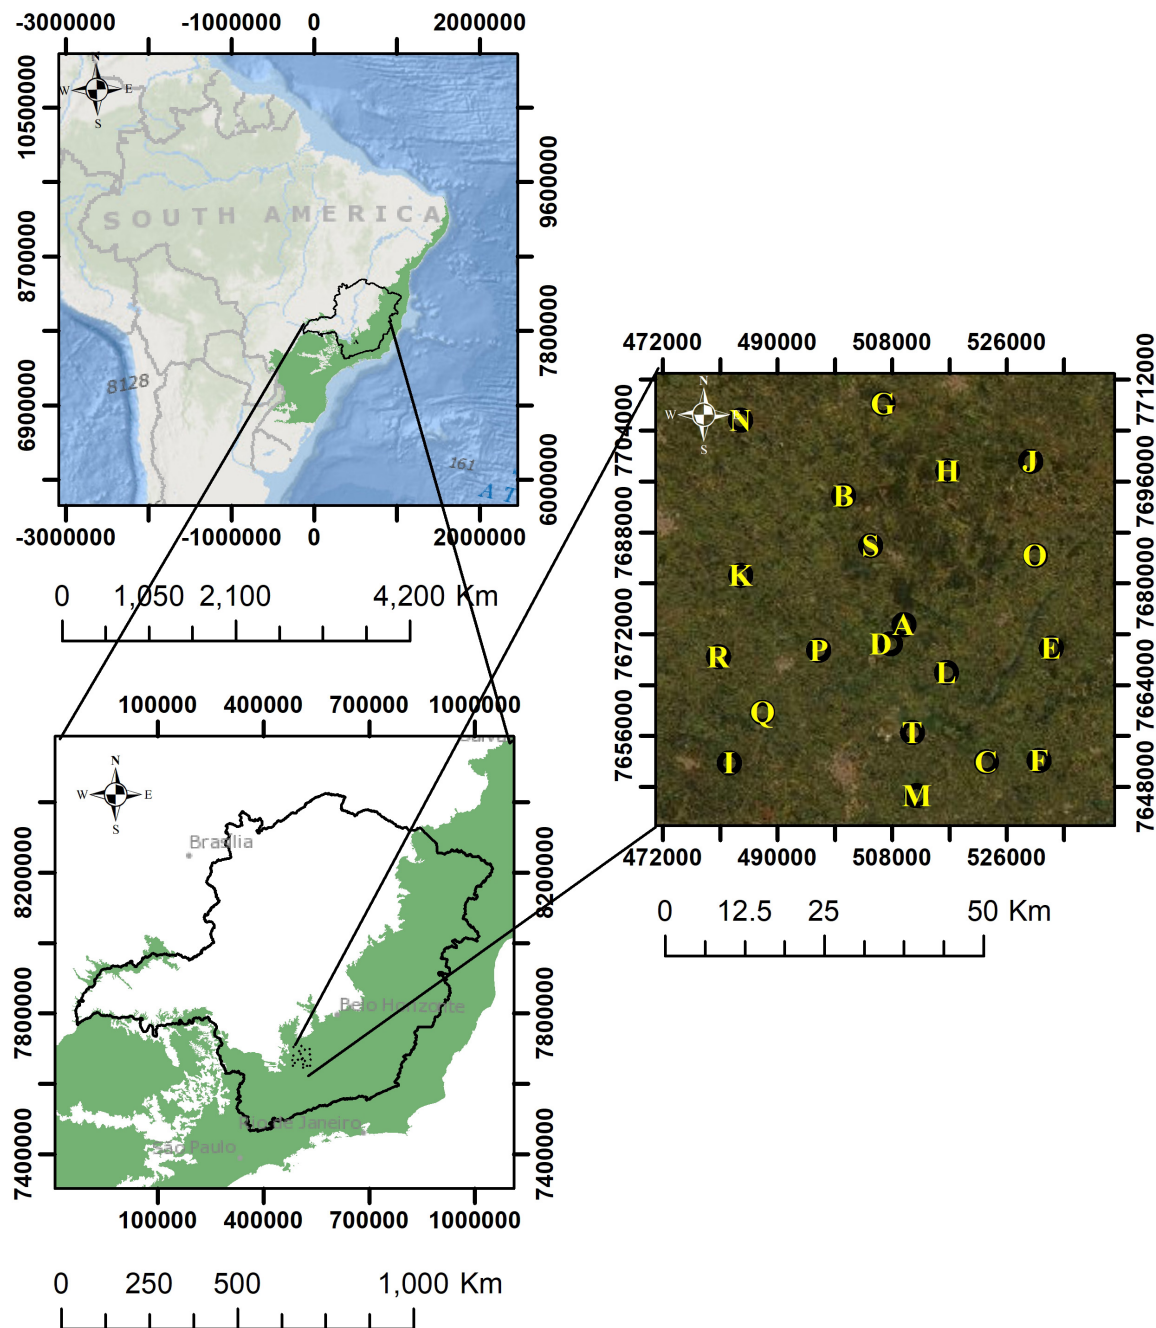 -3000000 -1000000 0 2000000
N
W E
S
10500000
9600000
8700000
7800000
6900000
6000000
SOUTH AMERICA
8128
161
A T
-3000000 -1000000 0 2000000
0 1,050 2,100 4,200 Km
100000 400000 700000 1000000
N
W E
S
Brasília
Belo Horizonte
Rio de Janeiro
São Paulo
8200000 8200000
7800000 7800000
7400000 7400000
100000 400000 700000 1000000
0 250 500 1,000 Km
472000 490000 508000 526000
N
W E
S
7712000
7704000
7696000
7688000
7680000
7672000
7664000
7656000
7648000
G
N
J
H
B
S
O
K
A
D
E
P
R
L
Q
T
F
C
I
M
472000 490000 508000 526000
0 12.5 25 50 Km